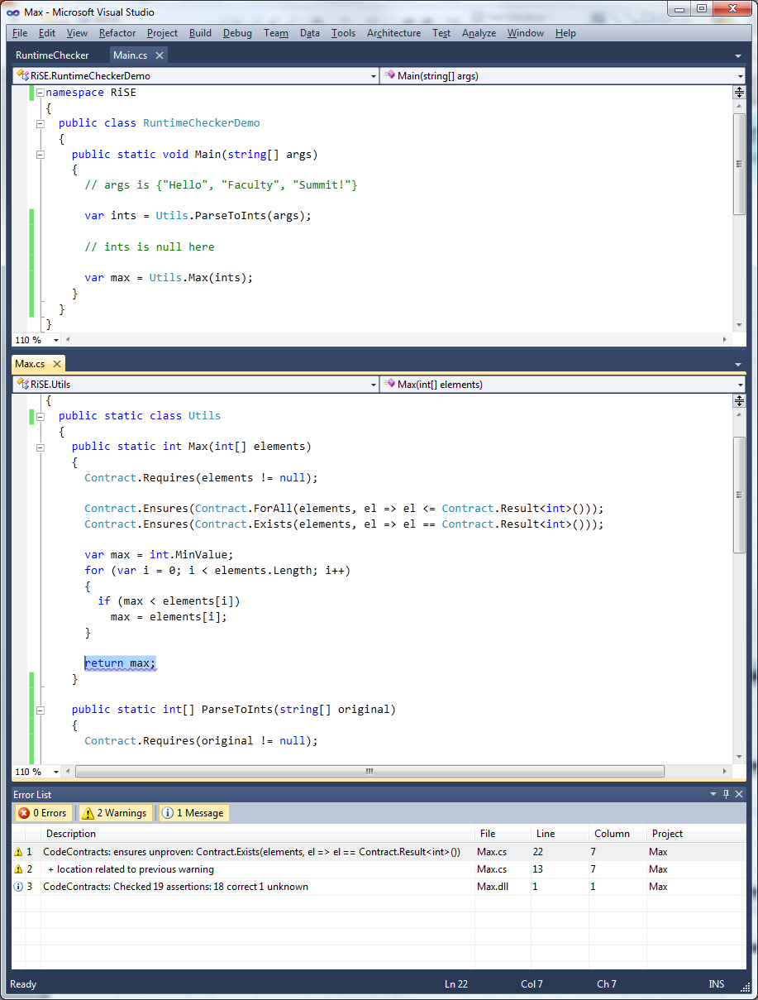 Max - Microsoft Visual Studio
File Edit View Refactor Project Build Debug Team Data Tools Architecture Test Analyze Window Help
RuntimeChecker Main.cs
RiSE.RuntimeCheckerDemo Main(string[] args)
namespace RiSE
{
public class RuntimeCheckerDemo
{
public static void Main(string[] args)
{
// args is {"Hello", "Faculty", "Summit!"}
var ints = Utils.ParseToInts(args);
// ints is null here
var max = Utils.Max(ints);
}
}
}
110 %
Max.cs
RiSE.Utils Max(int[] elements)
{
public static class Utils
{
public static int Max(int[] elements)
{
Contract.Requires(elements != null);
Contract.Ensures(Contract.ForAll(elements, el => el <= Contract.Result<int>()));
Contract.Ensures(Contract.Exists(elements, el => el == Contract.Result<int>()));
var max = int.MinValue;
for (var i = 0; i < elements.Length; i++)
{
if (max < elements[i])
max = elements[i];
}
return max;
}
public static int[] ParseToInts(string[] original)
{
Contract.Requires(original != null);
110 %
Error List
0 Errors 2 Warnings 1 Message
Description File Line Column Project
1 CodeContracts: ensures unproven: Contract.Exists(elements, el => el == Contract.Result<int>()) Max.cs 22 7 Max
2 + location related to previous warning Max.cs 13 7 Max
3 CodeContracts: Checked 19 assertions: 18 correct 1 unknown Max.dll 1 1 Max
Ready Ln 22 Col 7 Ch 7 INS